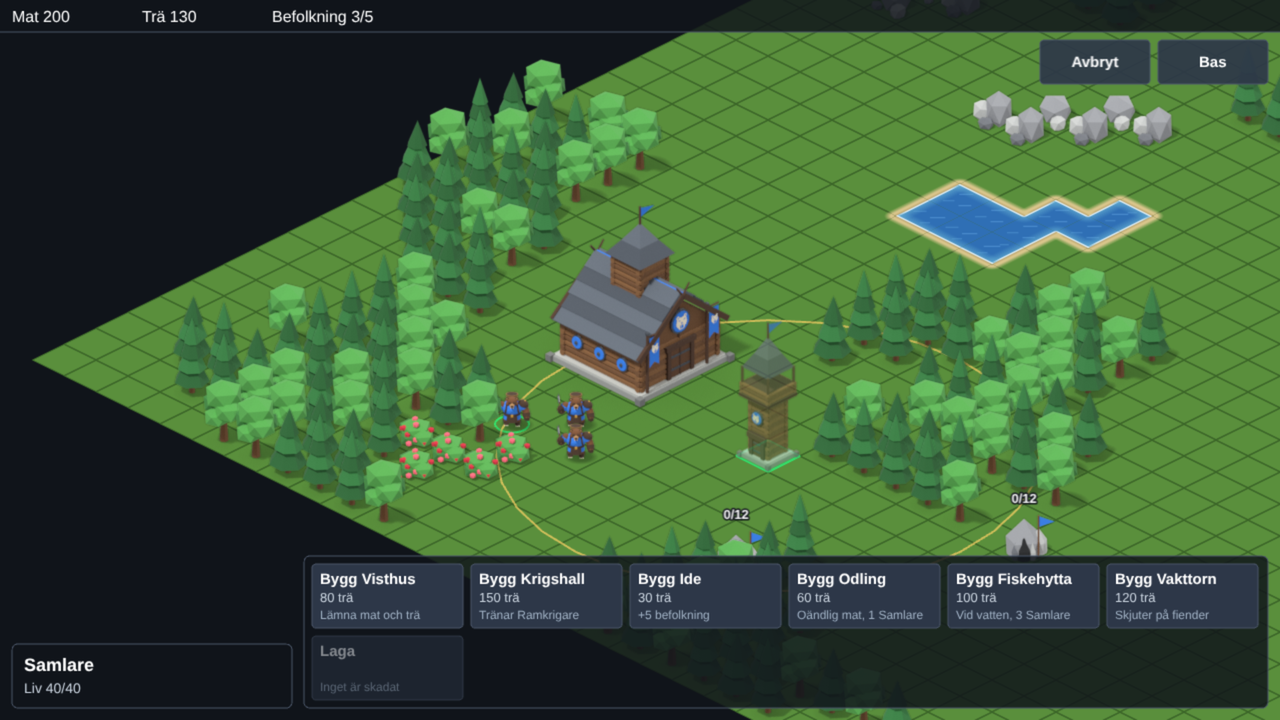 Mat 200 Trä 130 Befolkning 3/5
Avbryt Bas
0/12
0/12
Bygg Visthus
80 trä
Lämna mat och trä
Bygg Krigshall
150 trä
Tränar Ramkrigare
Bygg Ide
30 trä
+5 befolkning
Bygg Odling
60 trä
Oändlig mat, 1 Samlare
Bygg Fiskehytta
100 trä
Vid vatten, 3 Samlare
Bygg Vakttorn
120 trä
Skjuter på fiender
Laga
Inget är skadat
Samlare
Liv 40/40